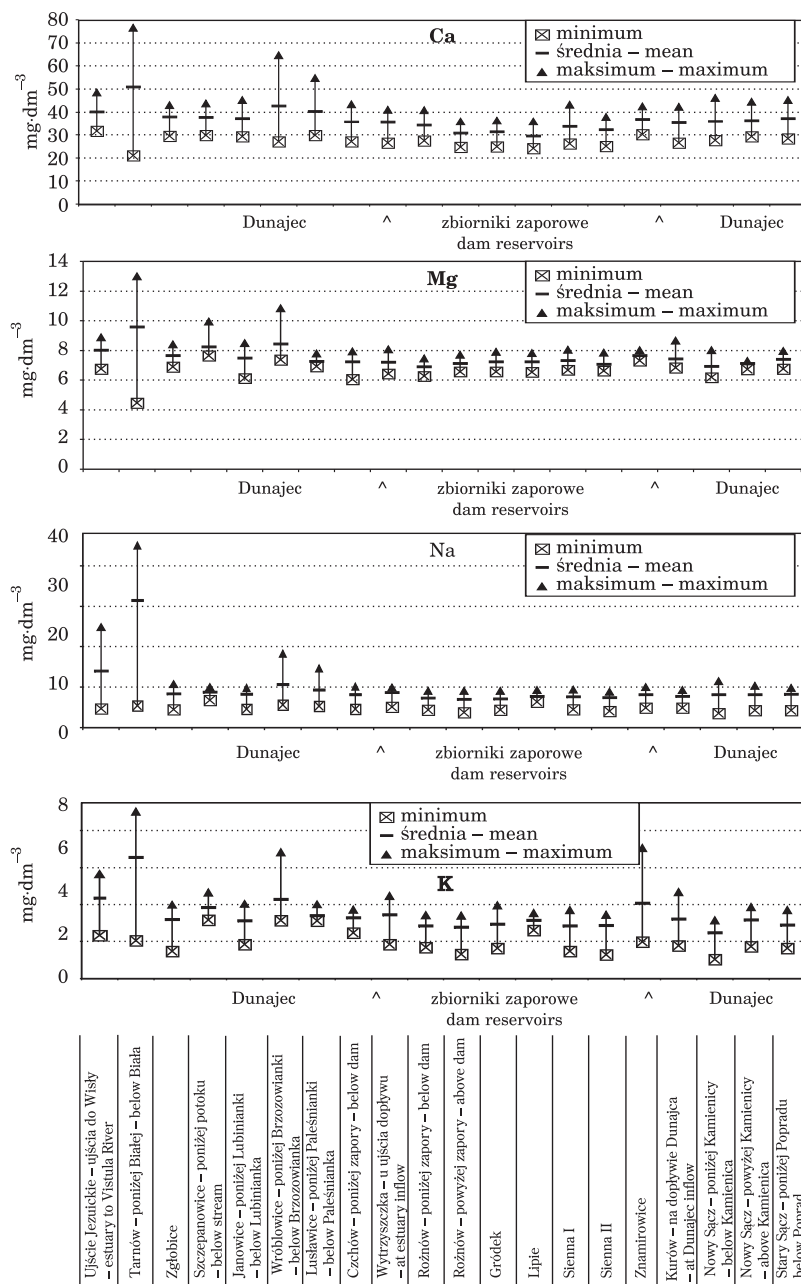 80
70
60
50
40
30
20
10
0
mg·dm⁻³
Ca
minimum
średnia – mean
maksimum – maximum
Dunajec ^ zbiorniki zaporowe ^ Dunajec
dam reservoirs
14
12
10
8
6
4
2
0
mg·dm⁻³
Mg
minimum
średnia – mean
maksimum – maximum
Dunajec ^ zbiorniki zaporowe ^ Dunajec
dam reservoirs
40
30
20
10
0
mg·dm⁻³
Na
minimum
średnia – mean
maksimum – maximum
Dunajec ^ zbiorniki zaporowe ^ Dunajec
dam reservoirs
8
6
4
2
0
mg·dm⁻³
K
minimum
średnia – mean
maksimum – maximum
Dunajec ^ zbiorniki zaporowe ^ Dunajec
dam reservoirs
Ujście Jezuickie – ujścia do Wisły
– estuary to Vistula River
Tarnów – poniżej Białej – below Biała
Zgłobice
Szczepanowice – poniżej potoku
– below stream
Janowice – poniżej Lubinianki
– below Lubinianka
Wróblowice – poniżej Brzozowianki
– below Brzozowianka
Lusławice – poniżej Paleśnianki
– below Paleśnianka
Czchów – poniżej zapory – below dam
Wytrzyszczka – u ujścia dopływu
– at estuary inflow
Rożnów – poniżej zapory – below dam
Rożnów – powyżej zapory – above dam
Gródek
Lipie
Sienna I
Sienna II
Znamirowice
Kurów – na dopływie Dunajca
– at Dunajec inflow
Nowy Sącz – poniżej Kamienicy
– below Kamienica
Nowy Sącz – powyżej Kamienicy
– above Kamienica
Stary Sącz – poniżej Popradu
– below Poprad